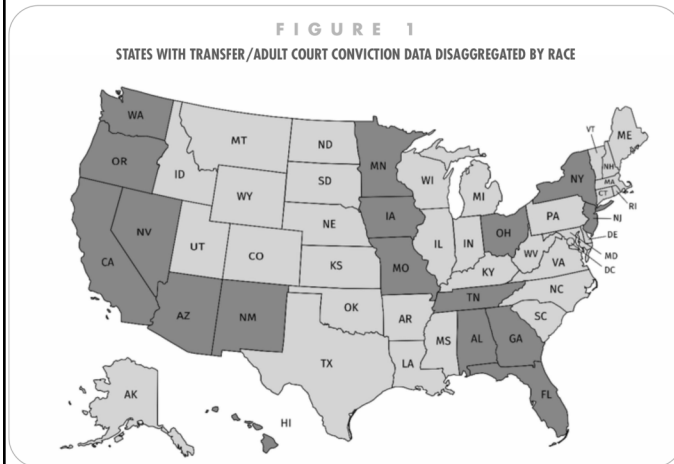 FIGURE 1
STATES WITH TRANSFER/ADULT COURT CONVICTION DATA DISAGGREGATED BY RACE
WA
MT
ND
MN
VT
ME
OR
ID
SD
WI
MI
NY
NH
MA
CT
RI
WY
NE
IA
PA
NJ
NV
UT
CO
IL
IN
OH
DE
WV
MD
CA
KS
MO
KY
VA
DC
AZ
NM
OK
AR
TN
NC
SC
TX
LA
MS
AL
GA
FL
AK
HI